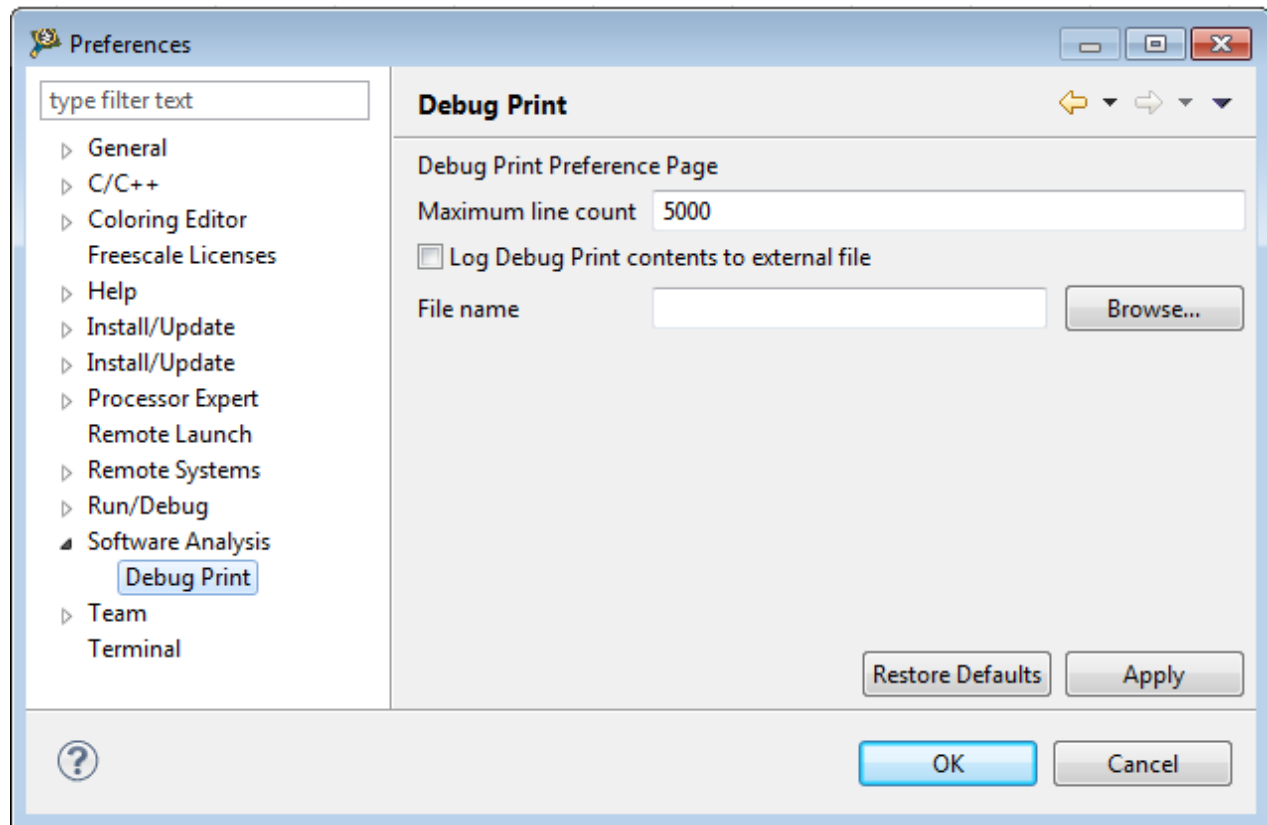 Preferences
type filter text
General
C/C++
Coloring Editor
Freescale Licenses
Help
Install/Update
Install/Update
Processor Expert
Remote Launch
Remote Systems
Run/Debug
Software Analysis
Debug Print
Team
Terminal
Debug Print
Debug Print Preference Page
Maximum line count 5000
Log Debug Print contents to external file
File name Browse...
Restore Defaults Apply
OK Cancel